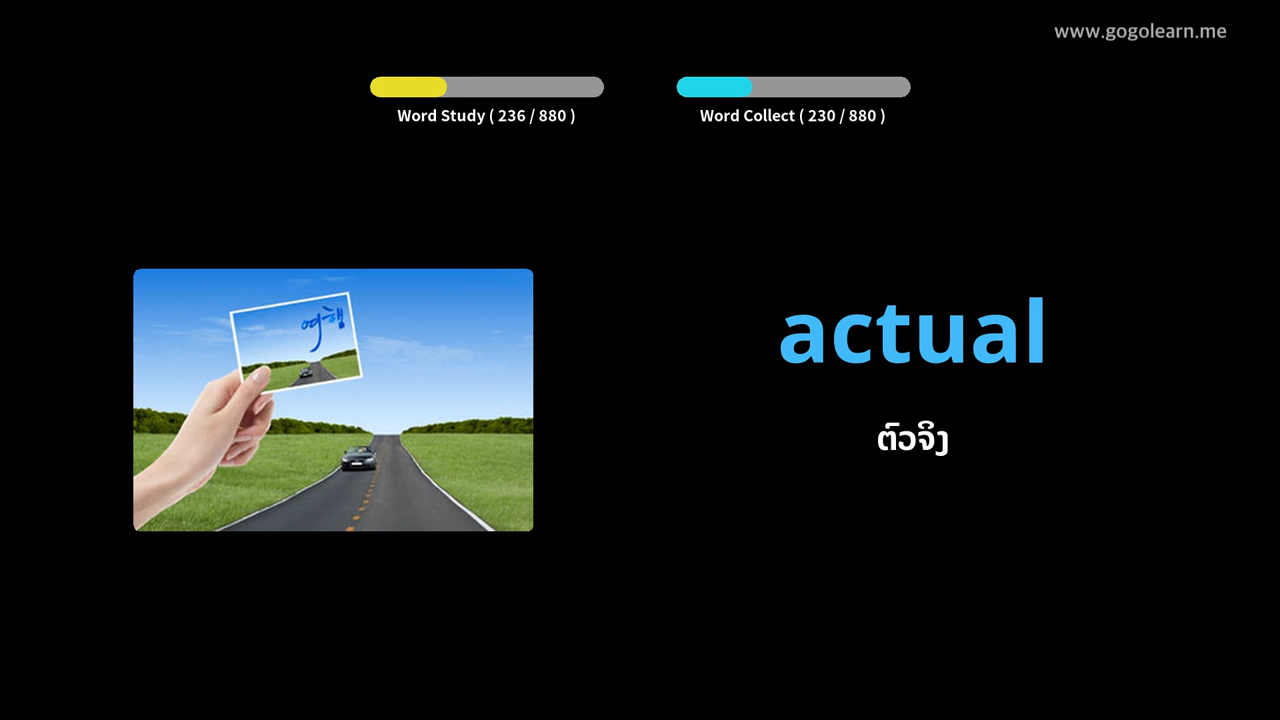 www.gogolearn.me
Word Study ( 236 / 880 )
Word Collect ( 230 / 880 )
여행
actual
ຕົວຈິງ